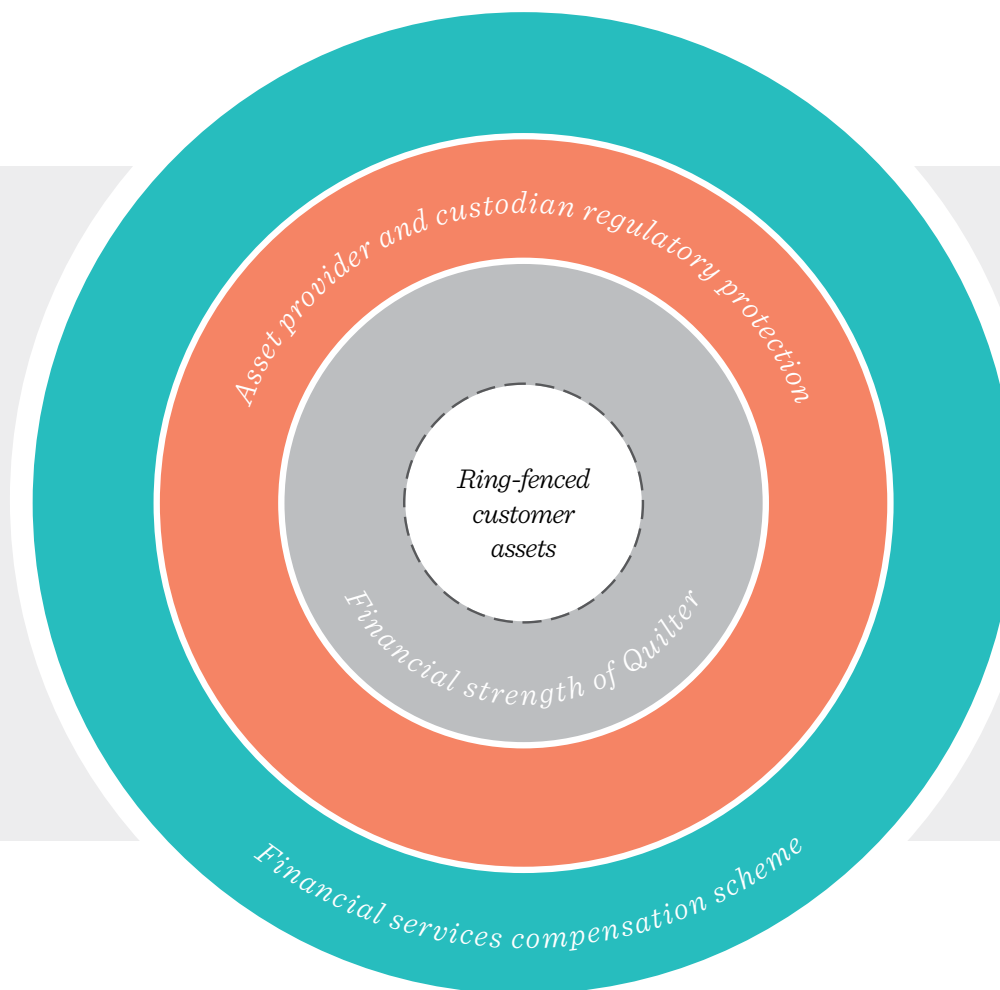 Asset provider and custodian regulatory protection
Ring-fenced
customer
assets
Financial strength of Quilter
Financial services compensation scheme